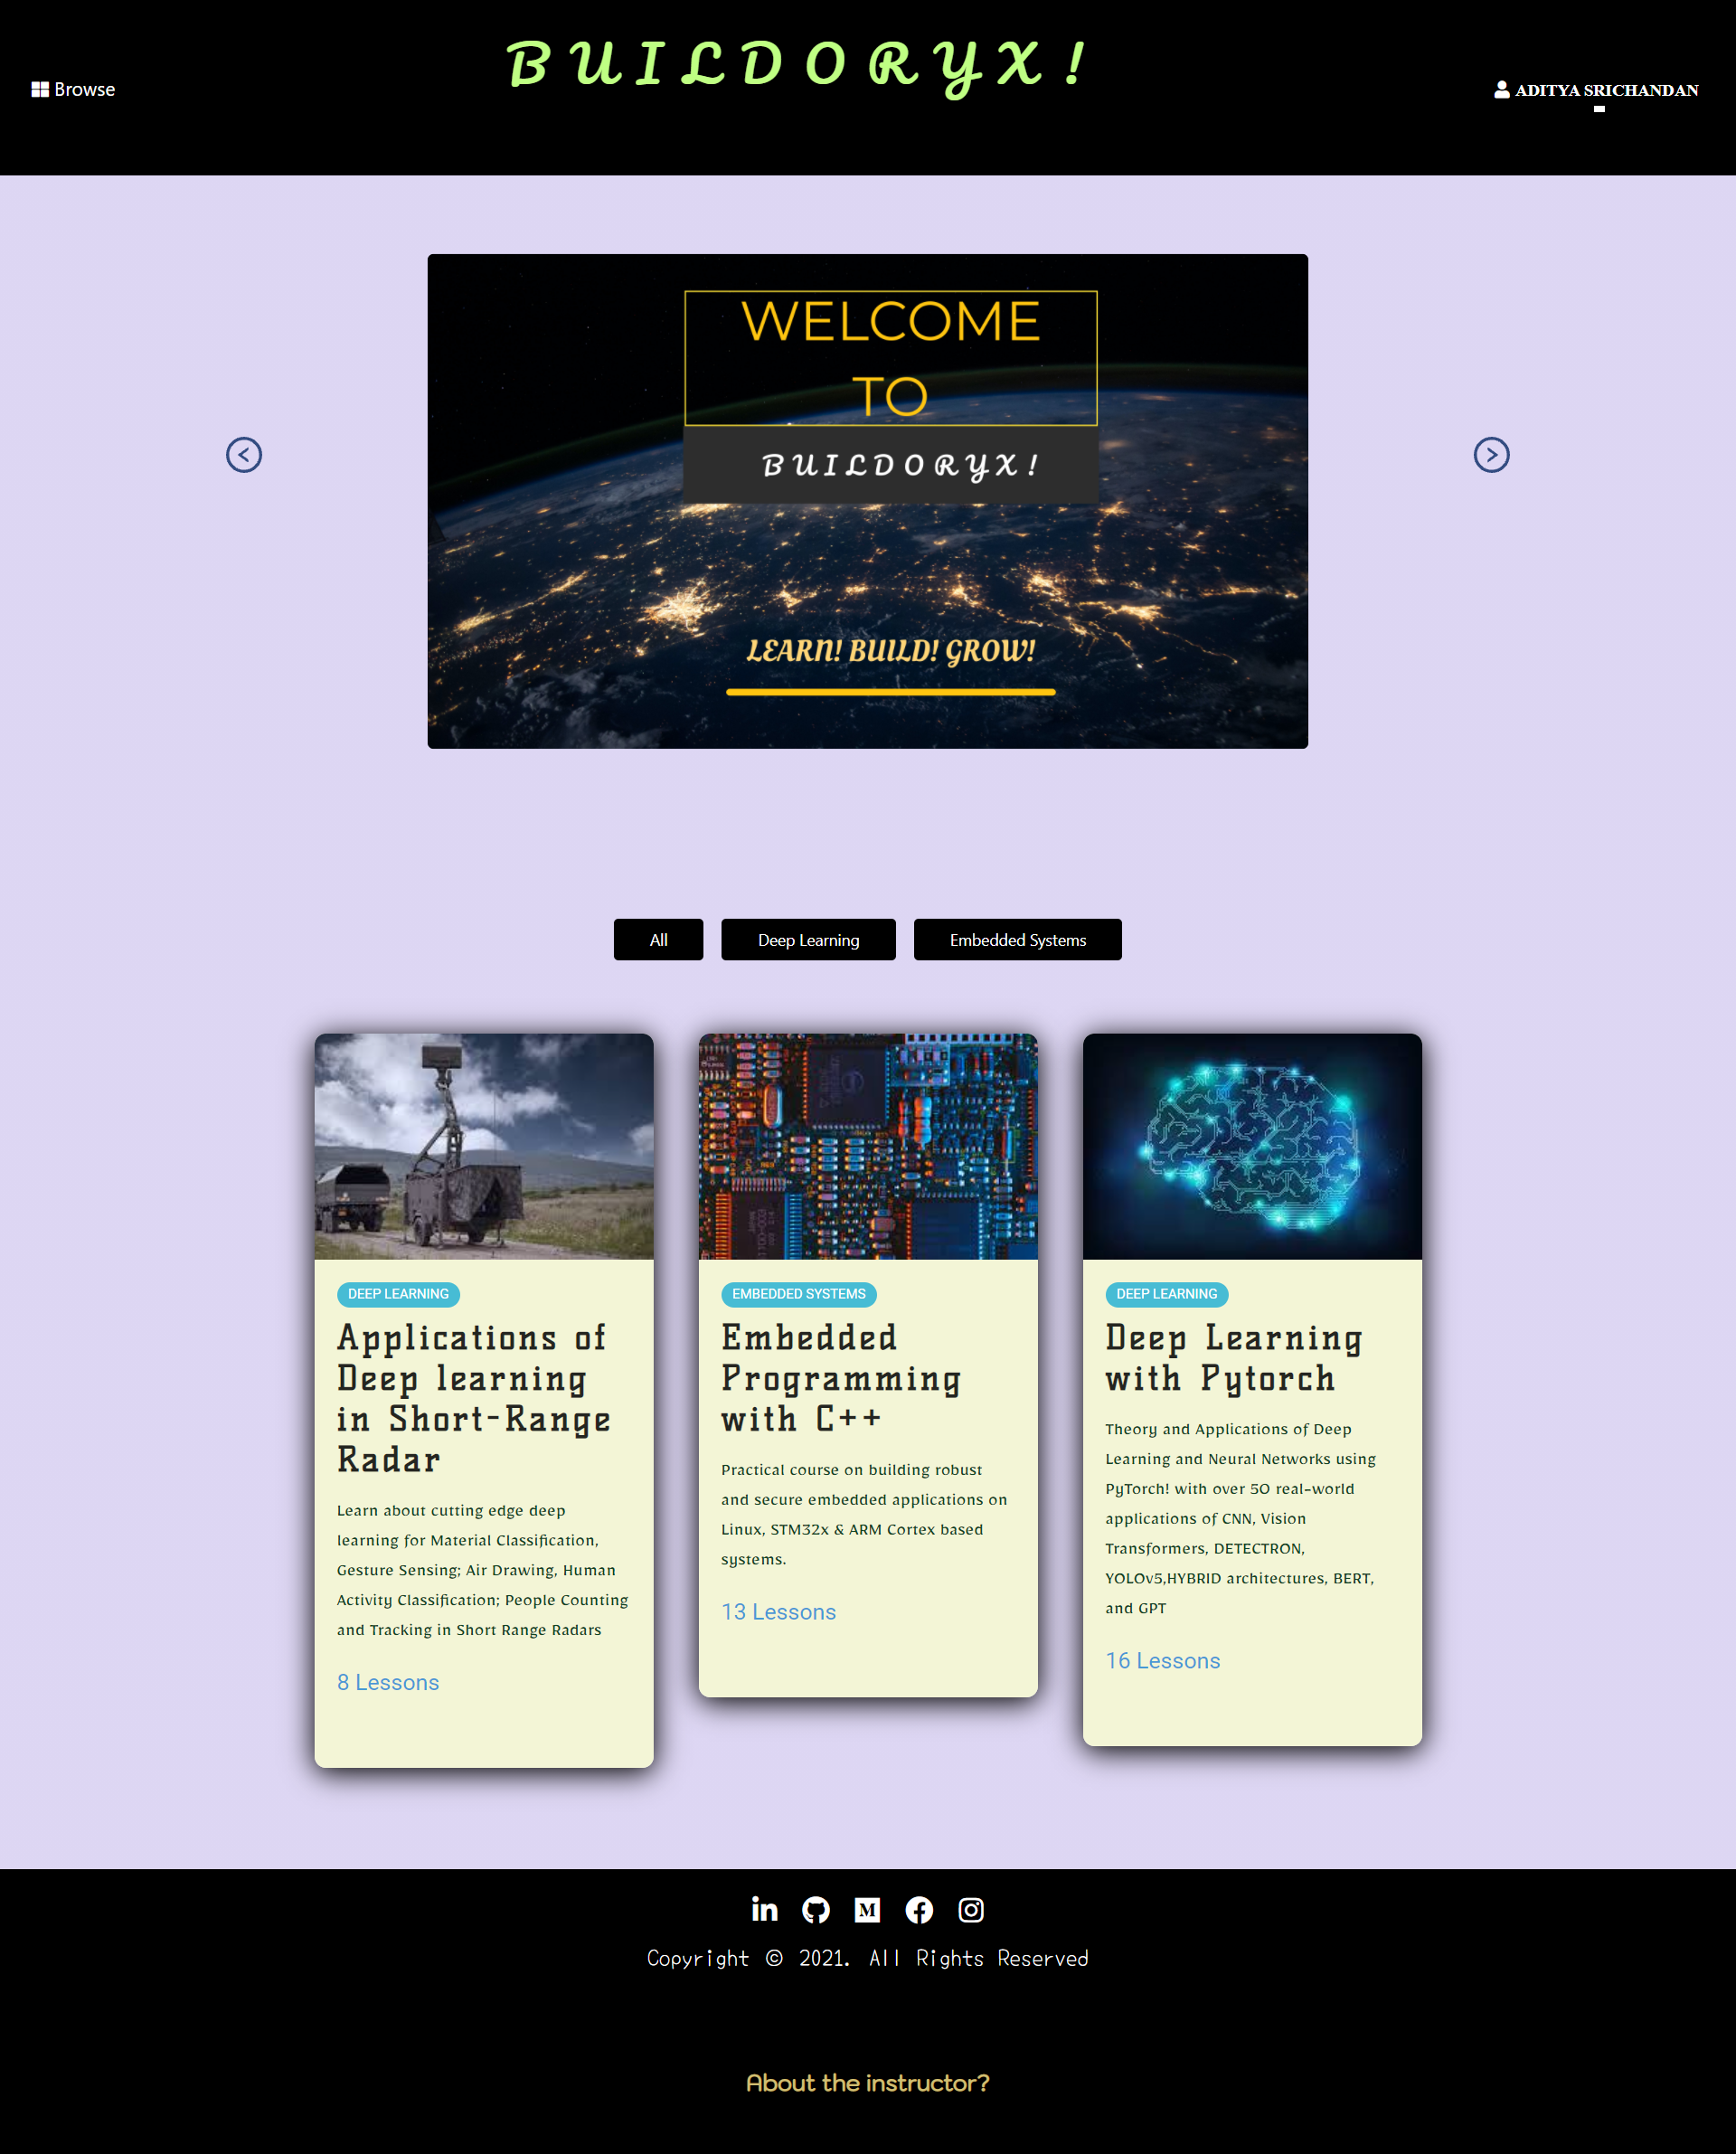 BUILDORYX!
Browse
ADITYA SRICHANDAN
WELCOME
TO
BUILDORYX!
LEARN! BUILD! GROW!
All
Deep Learning
Embedded Systems
DEEP LEARNING
Applications of
Deep learning
in Short-Range
Radar
Learn about cutting edge deep
learning for Material Classification,
Gesture Sensing; Air Drawing, Human
Activity Classification; People Counting
and Tracking in Short Range Radars
8 Lessons
EMBEDDED SYSTEMS
Embedded
Programming
with C++
Practical course on building robust
and secure embedded applications on
Linux, STM32x & ARM Cortex based
systems.
13 Lessons
DEEP LEARNING
Deep Learning
with Pytorch
Theory and Applications of Deep
Learning and Neural Networks using
PyTorch! with over 50 real-world
applications of CNN, Vision
Transformers, DETECTRON,
YOLOv5,HYBRID architectures, BERT,
and GPT
16 Lessons
Copyright © 2021. All Rights Reserved
About the instructor?